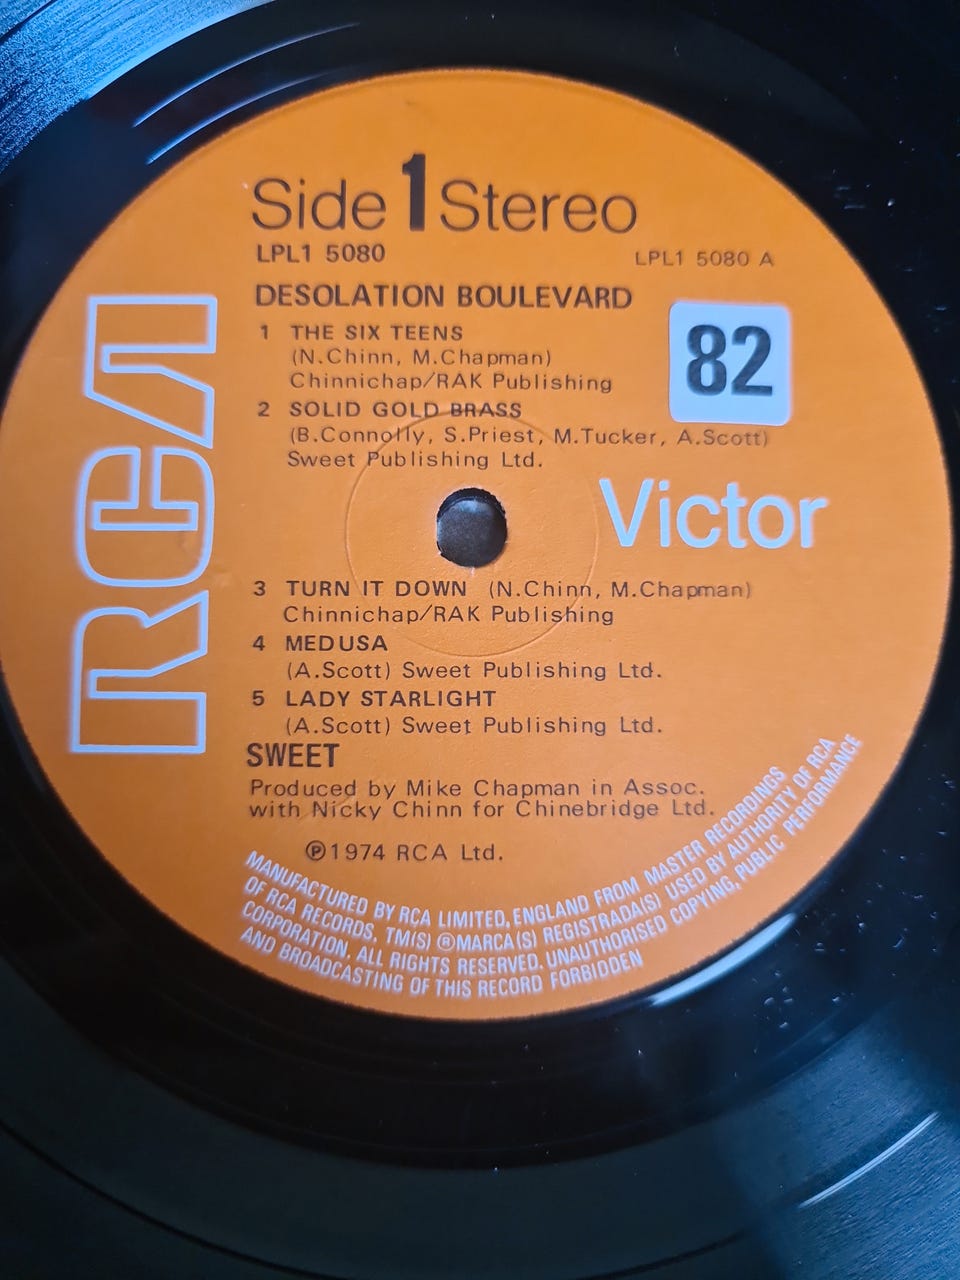 Side 1 Stereo
LPL1 5080
LPL1 5080 A
DESOLATION BOULEVARD
1 THE SIX TEENS
(N.Chinn, M.Chapman)
Chinnichap/RAK Publishing
82
2 SOLID GOLD BRASS
(B.Connolly, S.Priest, M.Tucker, A.Scott)
Sweet Publishing Ltd.
RCA
Victor
3 TURN IT DOWN (N.Chinn, M.Chapman)
Chinnichap/RAK Publishing
4 MEDUSA
(A.Scott) Sweet Publishing Ltd.
5 LADY STARLIGHT
(A.Scott) Sweet Publishing Ltd.
SWEET
Produced by Mike Chapman in Assoc.
with Nicky Chinn for Chinebridge Ltd.
℗1974 RCA Ltd.
MANUFACTURED BY RCA LIMITED, ENGLAND FROM MASTER RECORDINGS
OF RCA RECORDS. TM(S) ®MARCA(S) REGISTRADA(S) USED BY AUTHORITY OF RCA
CORPORATION. ALL RIGHTS RESERVED. UNAUTHORISED COPYING, PUBLIC PERFORMANCE
AND BROADCASTING OF THIS RECORD FORBIDDEN